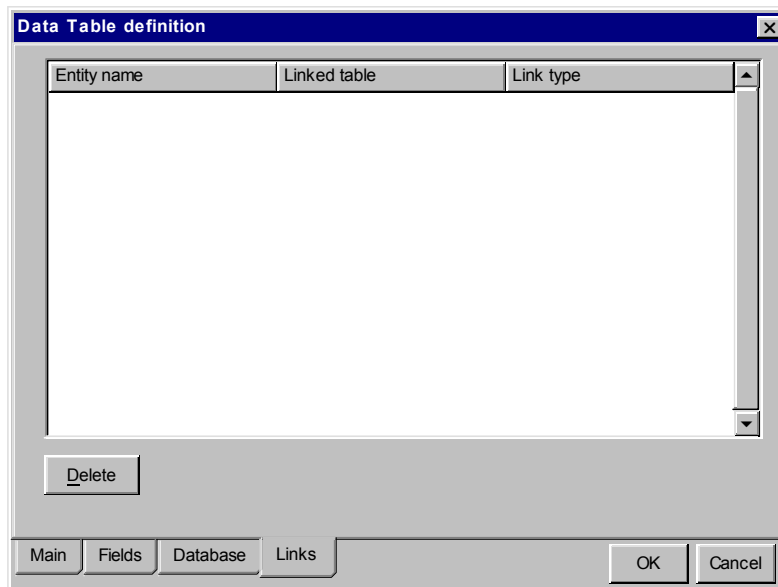 Data Table definition
Entity name Linked table Link type
Delete
Main Fields Database Links OK Cancel